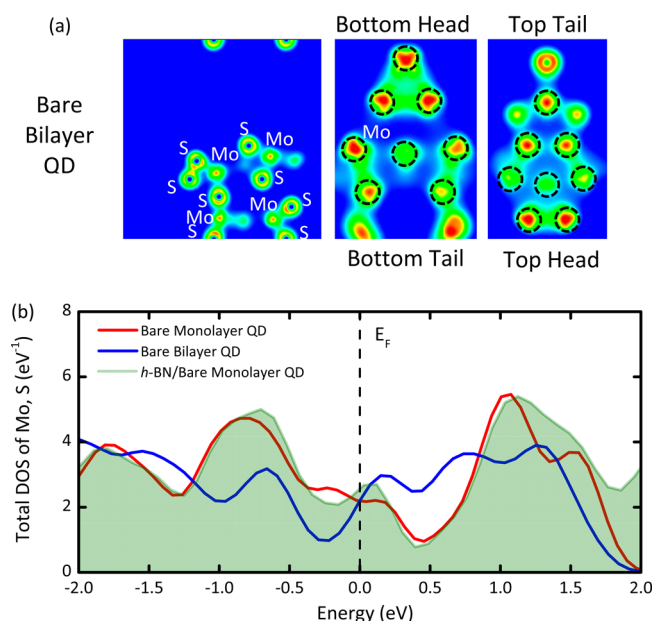 (a)
Bottom Head
Top Tail
Bare
Bilayer
QD
S
Mo
S
Mo
S
S
S
Mo
S
Mo
S
S
Mo
Bottom Tail
Top Head
(b)
8
6
4
2
0
Total DOS of Mo, S (eV⁻¹)
Bare Monolayer QD
Bare Bilayer QD
h-BN/Bare Monolayer QD
E_F
-2.0 -1.5 -1.0 -0.5 0.0 0.5 1.0 1.5 2.0
Energy (eV)